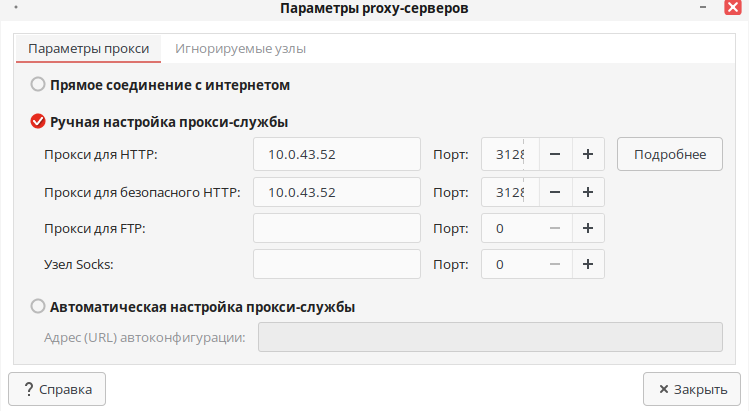 Параметры proxy-серверов
Параметры прокси Игнорируемые узлы
Прямое соединение с интернетом
Ручная настройка прокси-службы
Прокси для HTTP: 10.0.43.52 Порт: 3128 Подробнее
Прокси для безопасного HTTP: 10.0.43.52 Порт: 3128
Прокси для FTP: Порт: 0
Узел Socks: Порт: 0
Автоматическая настройка прокси-службы
Адрес (URL) автоконфигурации:
? Справка × Закрыть